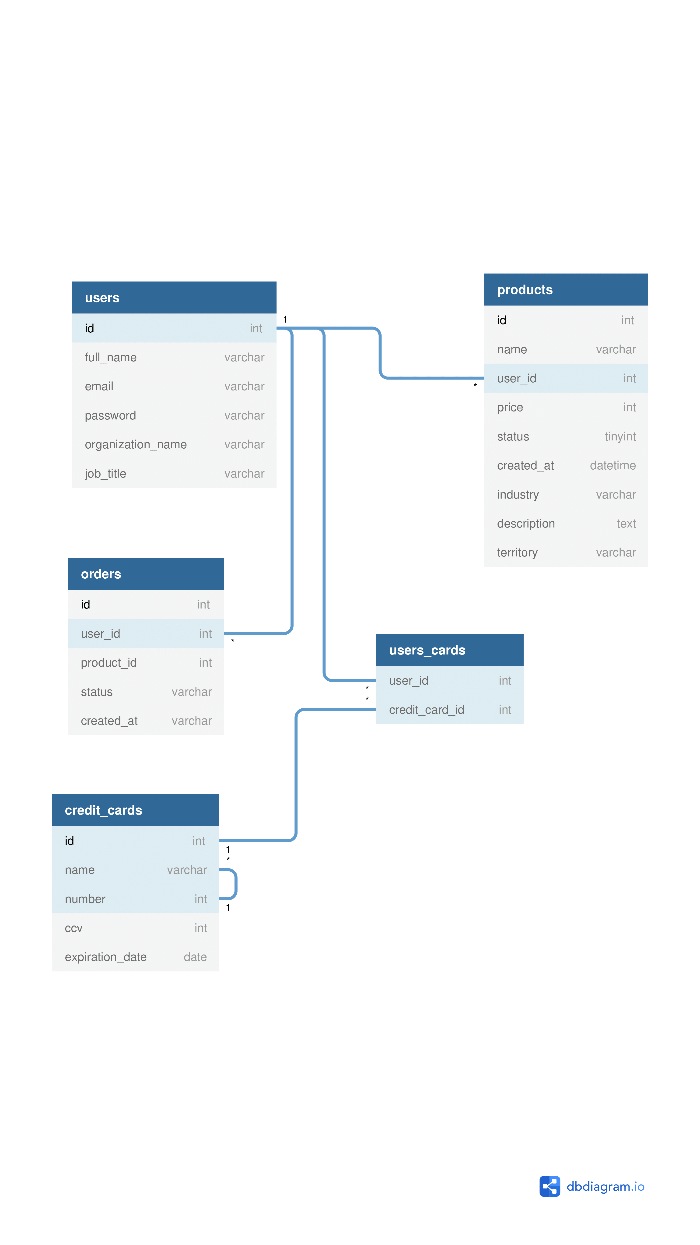 users
id int
full_name varchar
email varchar
password varchar
organization_name varchar
job_title varchar
1
products
id int
name varchar
user_id int
price int
status tinyint
created_at datetime
industry varchar
description text
territory varchar
*
orders
id int
user_id int
product_id int
status varchar
created_at varchar
*
users_cards
user_id int
credit_card_id int
*
*
credit_cards
id int
name varchar
number int
ccv int
expiration_date date
1
*
1
dbdiagram.io